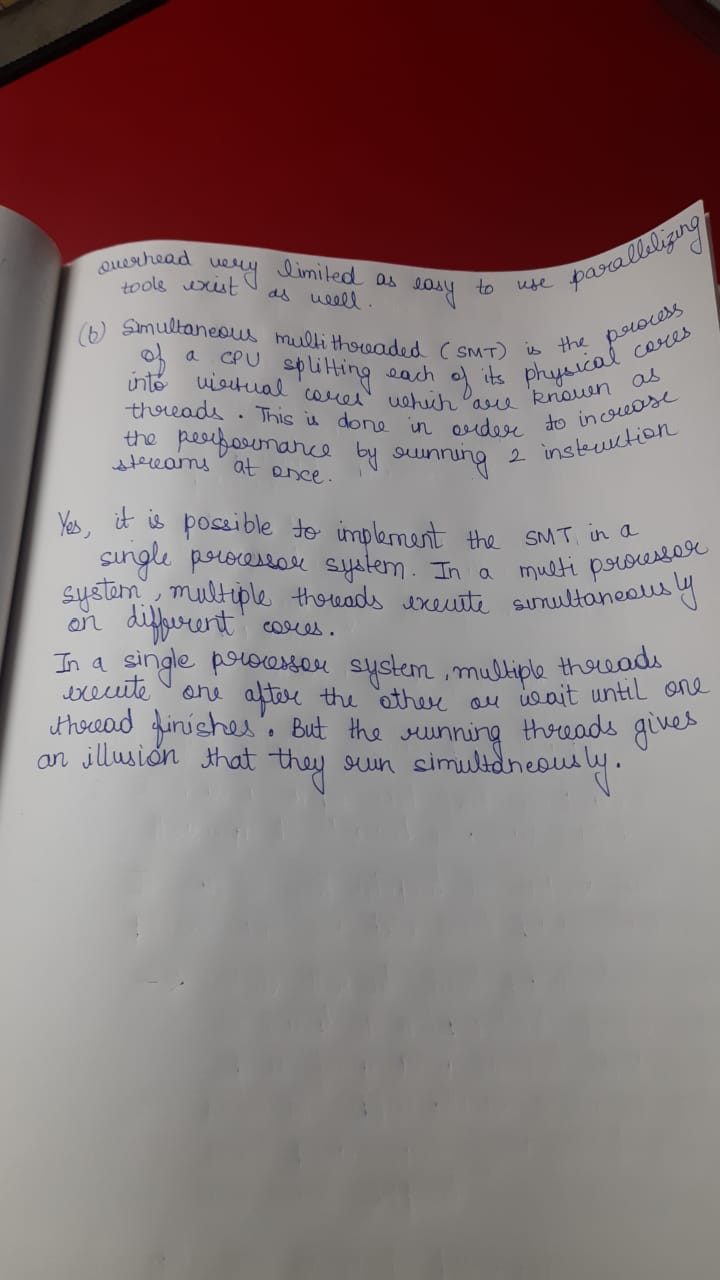 overhead very limited as easy to use parallelizing
tools exist as well.
(b) Simultaneous multithreaded (SMT) is the process
of a CPU splitting each of its physical cores
into virtual cores which are known as
threads. This is done in order to increase
the performance by running 2 instruction
streams at once.
Yes, it is possible to implement the SMT in a
single processor system. In a multi processor
system, multiple threads execute simultaneously
on different cores.
In a single processor system, multiple threads
execute one after the other or wait until one
thread finishes. But the running threads gives
an illusion that they run simultaneously.